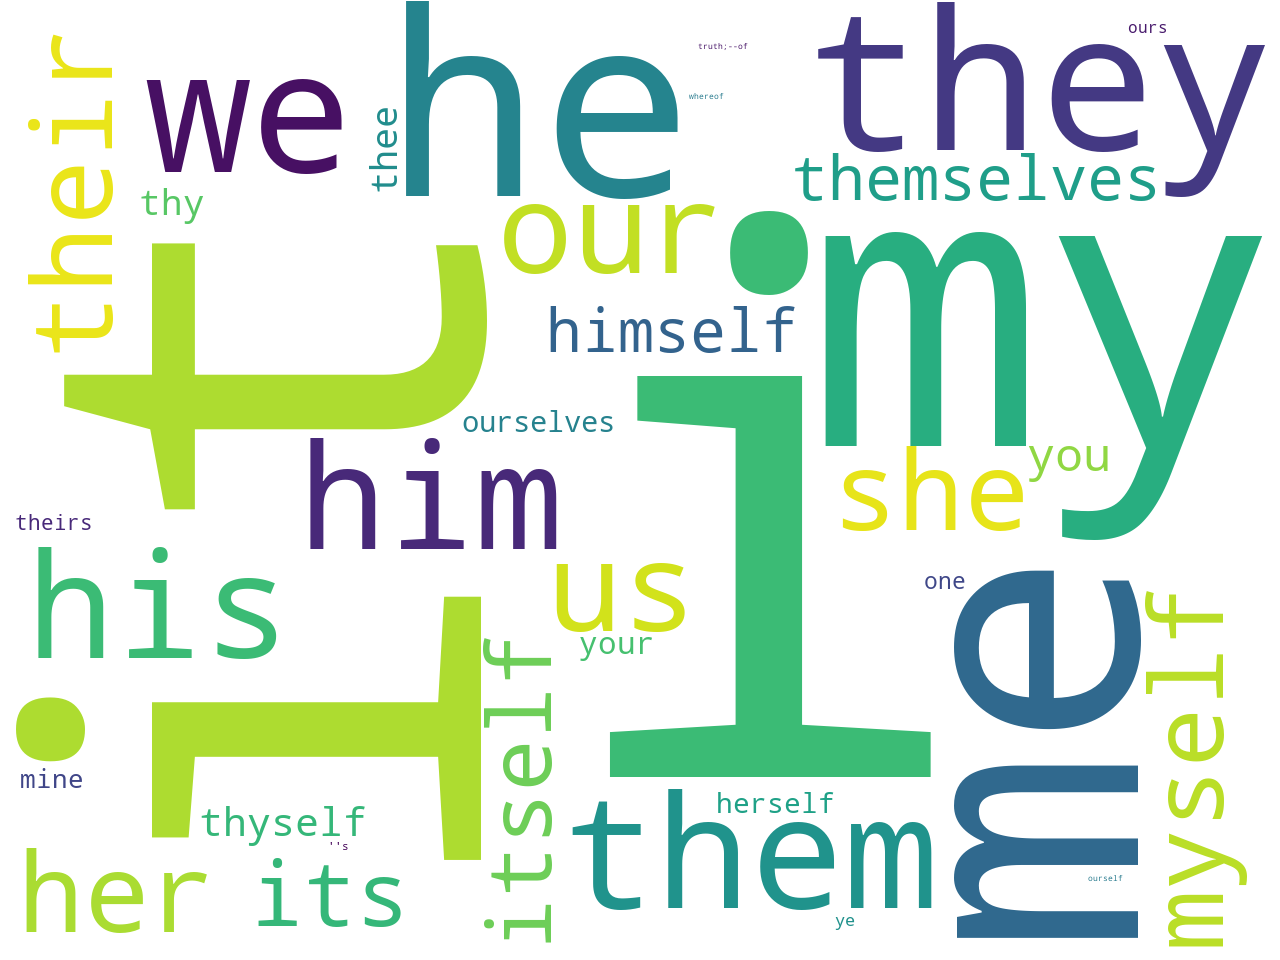 he
they
ours
truth;--of
their
we
whereof
thee
themselves
thy
our
my
it
i
himself
ourselves
him
you
she
theirs
his
us
one
me
myself
your
itself
mine
them
herself
thyself
''s
her
its
ourself
ye